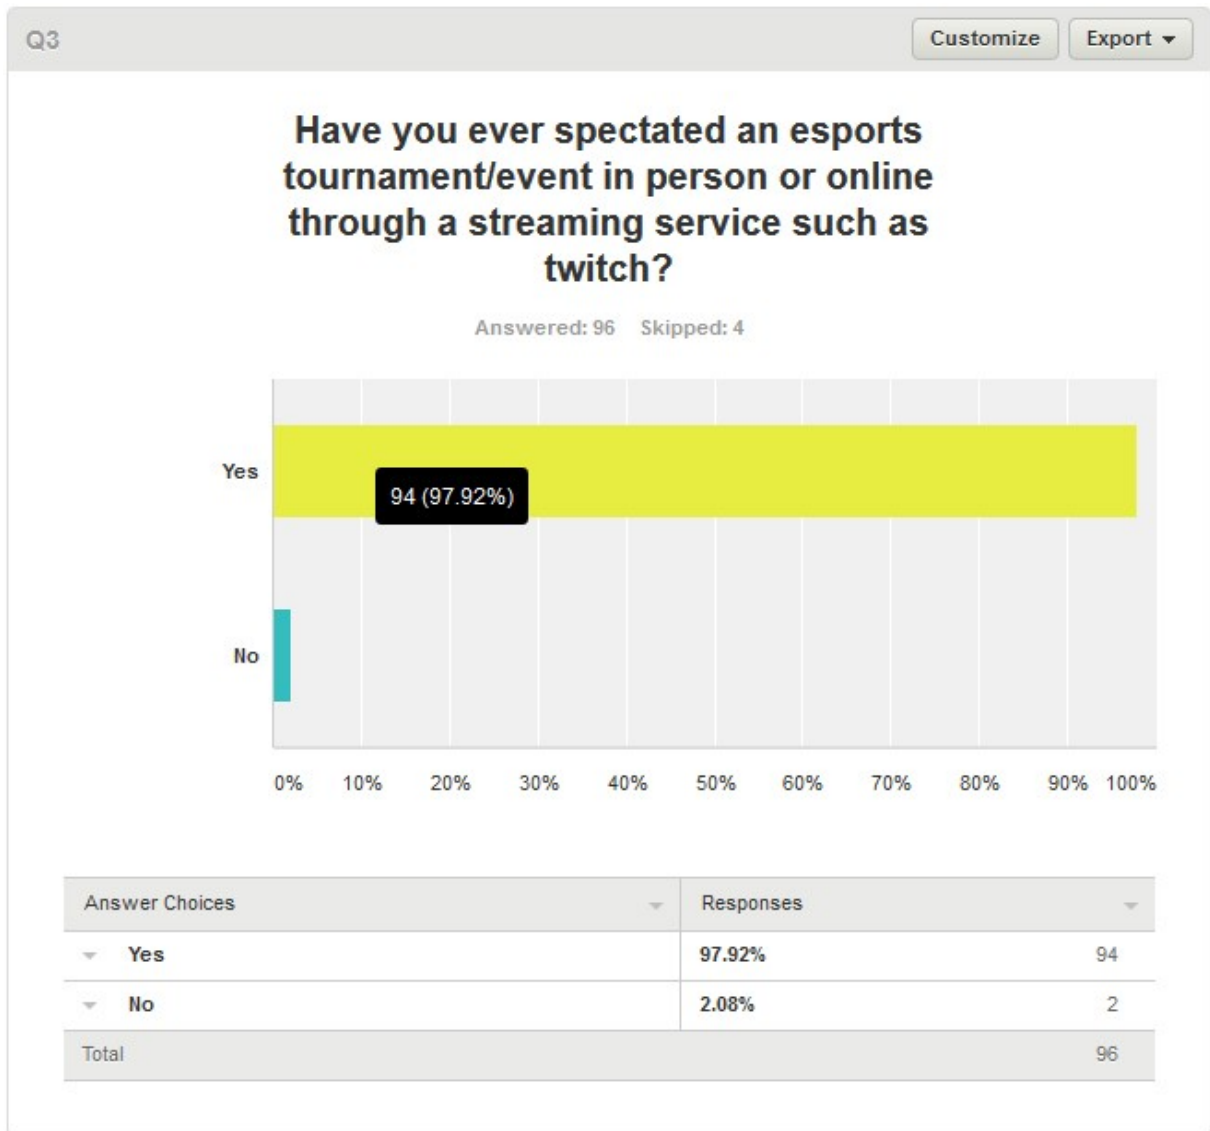 Q3
Customize
Export
Have you ever spectated an esports
tournament/event in person or online
through a streaming service such as
twitch?
Answered: 96 Skipped: 4
Yes
94 (97.92%)
No
0% 10% 20% 30% 40% 50% 60% 70% 80% 90% 100%
Answer Choices Responses
Yes 97.92% 94
No 2.08% 2
Total 96